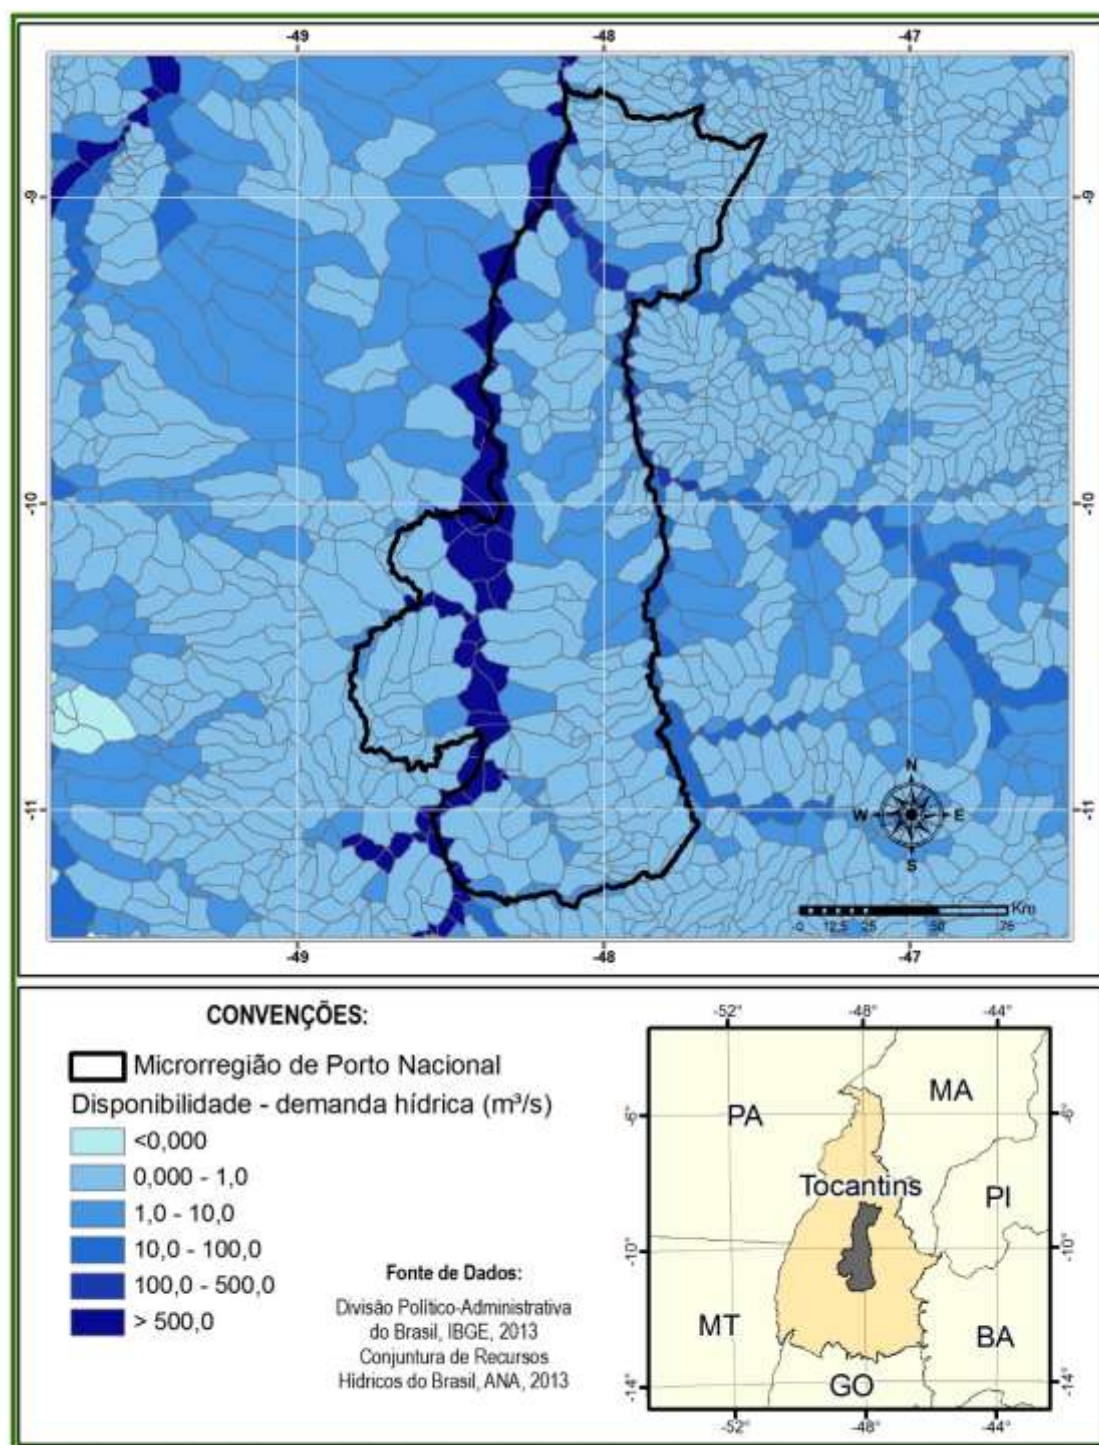 -49 -48 -47
-9 -9
-10 -10
-11 -11
N
W E
S
Km
0 12,5 25 50 75
-49 -48 -47
CONVENÇÕES:
Microrregião de Porto Nacional
Disponibilidade - demanda hídrica (m³/s)
<0,000
0,000 - 1,0
1,0 - 10,0
10,0 - 100,0
100,0 - 500,0
> 500,0
Fonte de Dados:
Divisão Político-Administrativa
do Brasil, IBGE, 2013
Conjuntura de Recursos
Hídricos do Brasil, ANA, 2013
-52° -48° -44°
MA
PA
-6° -6°
Tocantins
PI
-10° -10°
MT
BA
GO
-14° -14°
-52° -48° -44°